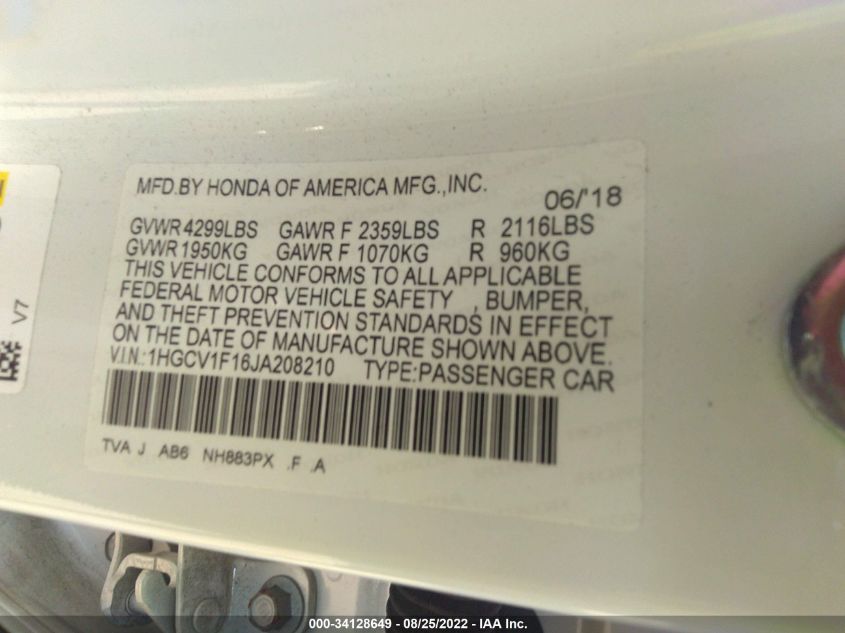 MFD.BY HONDA OF AMERICA MFG.,INC. 06/'18
GVWR 4299LBS GAWR F 2359LBS R 2116LBS
GVWR 1950KG GAWR F 1070KG R 960KG
THIS VEHICLE CONFORMS TO ALL APPLICABLE
FEDERAL MOTOR VEHICLE SAFETY , BUMPER,
AND THEFT PREVENTION STANDARDS IN EFFECT
ON THE DATE OF MANUFACTURE SHOWN ABOVE.
V.I.N.:1HGCV1F16JA208210 TYPE:PASSENGER CAR
TVA J AB6 NH883PX .F .A
V7
000-34128649 - 08/25/2022 - IAA Inc.